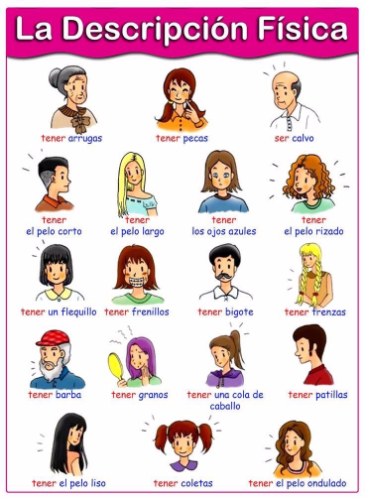 La Descripción Física
tener arrugas
tener pecas
ser calvo
tener
el pelo corto
tener
el pelo largo
tener
los ojos azules
tener
el pelo rizado
tener un flequillo
tener frenillos
tener bigote
tener frenzas
tener barba
tener granos
tener una cola de
caballo
tener patillas
tener el pelo liso
tener coletas
tener el pelo ondulado